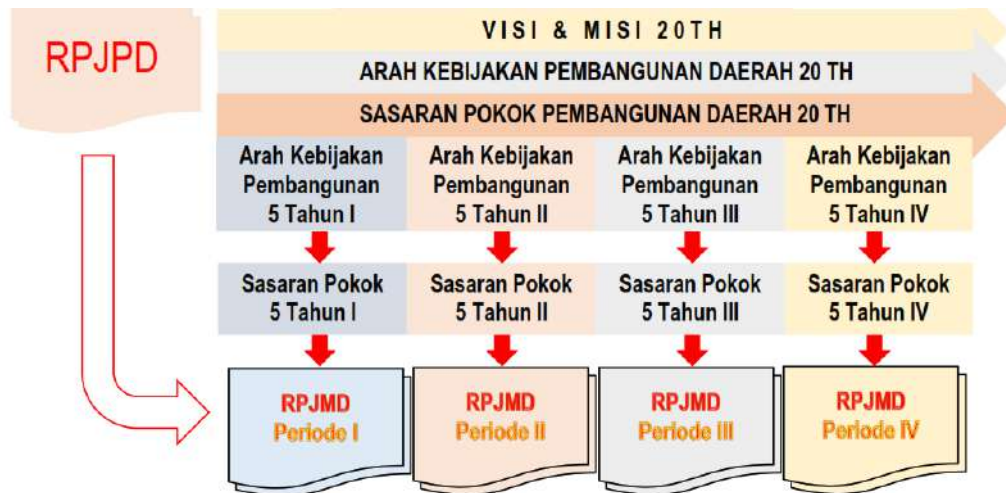 RPJPD
VISI & MISI 20TH
ARAH KEBIJAKAN PEMBANGUNAN DAERAH 20 TH
SASARAN POKOK PEMBANGUNAN DAERAH 20 TH
Arah Kebijakan
Pembangunan
5 Tahun I
Arah Kebijakan
Pembangunan
5 Tahun II
Arah Kebijakan
Pembangunan
5 Tahun III
Arah Kebijakan
Pembangunan
5 Tahun IV
Sasaran Pokok
5 Tahun I
Sasaran Pokok
5 Tahun II
Sasaran Pokok
5 Tahun III
Sasaran Pokok
5 Tahun IV
RPJMD
Periode I
RPJMD
Periode II
RPJMD
Periode III
RPJMD
Periode IV